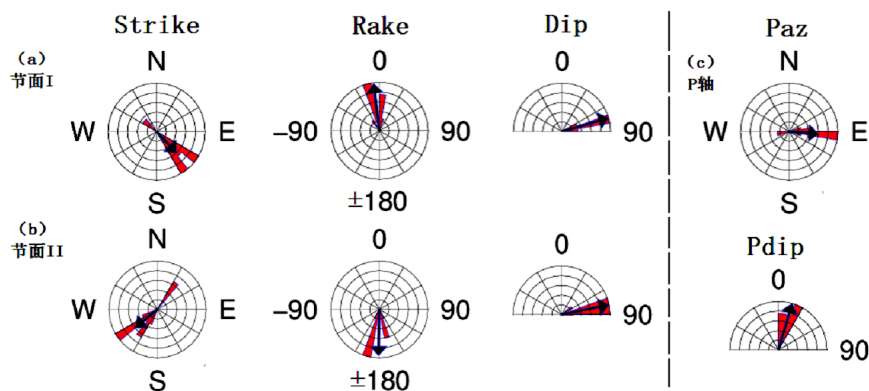 Strike Rake Dip Paz
(a) N 0 0 N (c)
节面I P轴
W E -90 90 90 W E
S ±180 S
(b) N 0 0 Pdip
节面II
W E -90 90 90 0
S ±180 90